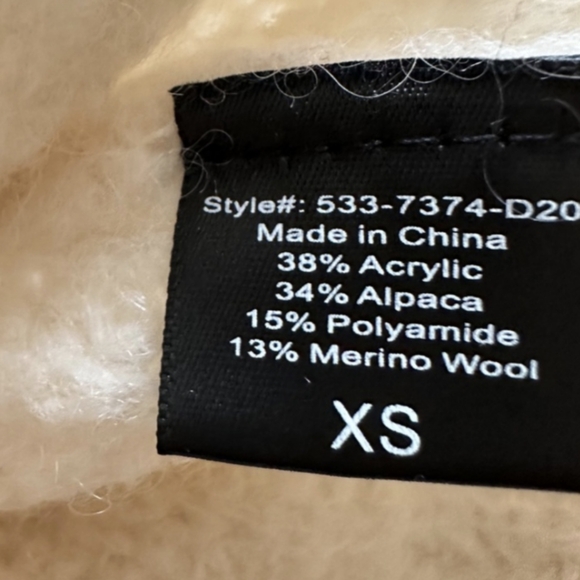 Style#: 533-7374-D20
Made in China
38% Acrylic
34% Alpaca
15% Polyamide
13% Merino Wool
XS